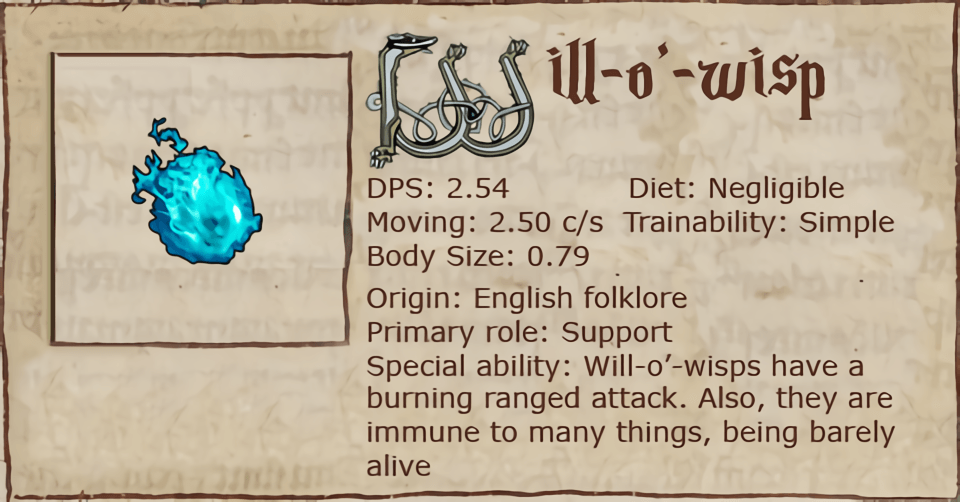 Will-o'-wisp
DPS: 2.54 Diet: Negligible
Moving: 2.50 c/s Trainability: Simple
Body Size: 0.79
Origin: English folklore
Primary role: Support
Special ability: Will-o’-wisps have a
burning ranged attack. Also, they are
immune to many things, being barely
alive